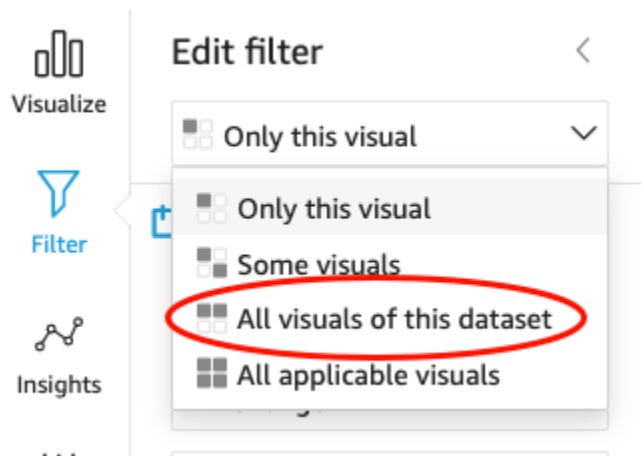 Edit filter
Visualize
Only this visual
Only this visual
Filter
Some visuals
All visuals of this dataset
Insights
All applicable visuals